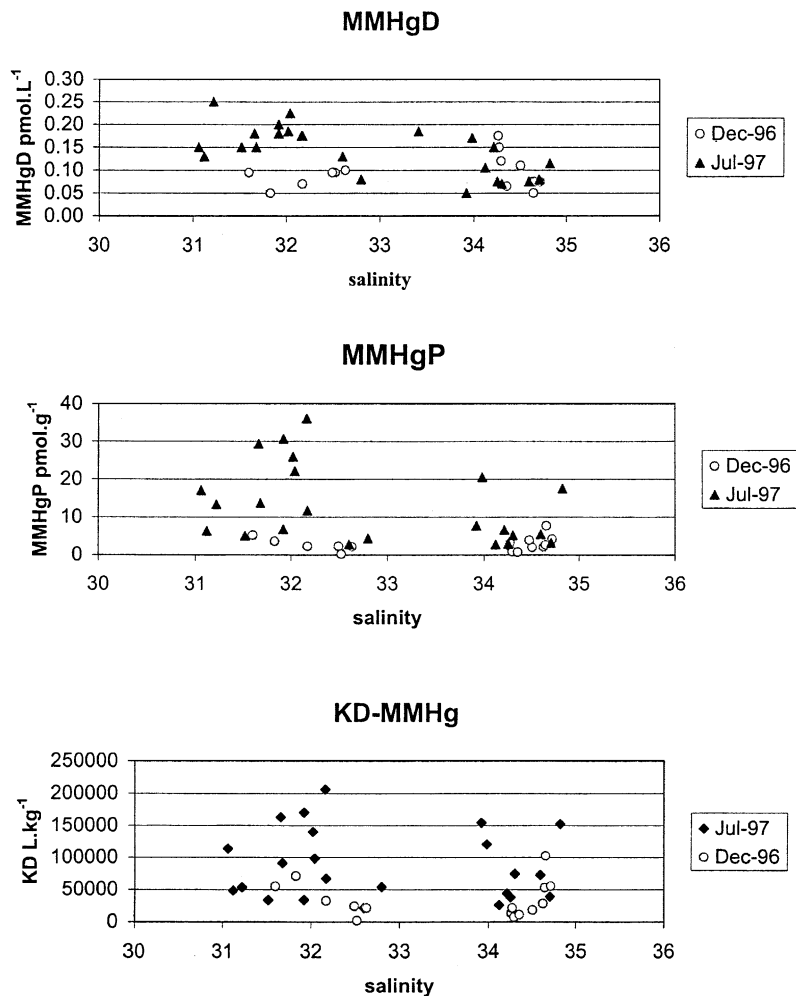 MMHgD
MMHgD pmol.L-1
0.30
0.25
0.20
0.15
0.10
0.05
0.00
30 31 32 33 34 35 36
salinity
Dec-96
Jul-97
MMHgP
MMHgP pmol.g-1
40
30
20
10
0
30 31 32 33 34 35 36
salinity
Dec-96
Jul-97
KD-MMHg
KD L.kg-1
250000
200000
150000
100000
50000
0
30 31 32 33 34 35 36
salinity
Jul-97
Dec-96